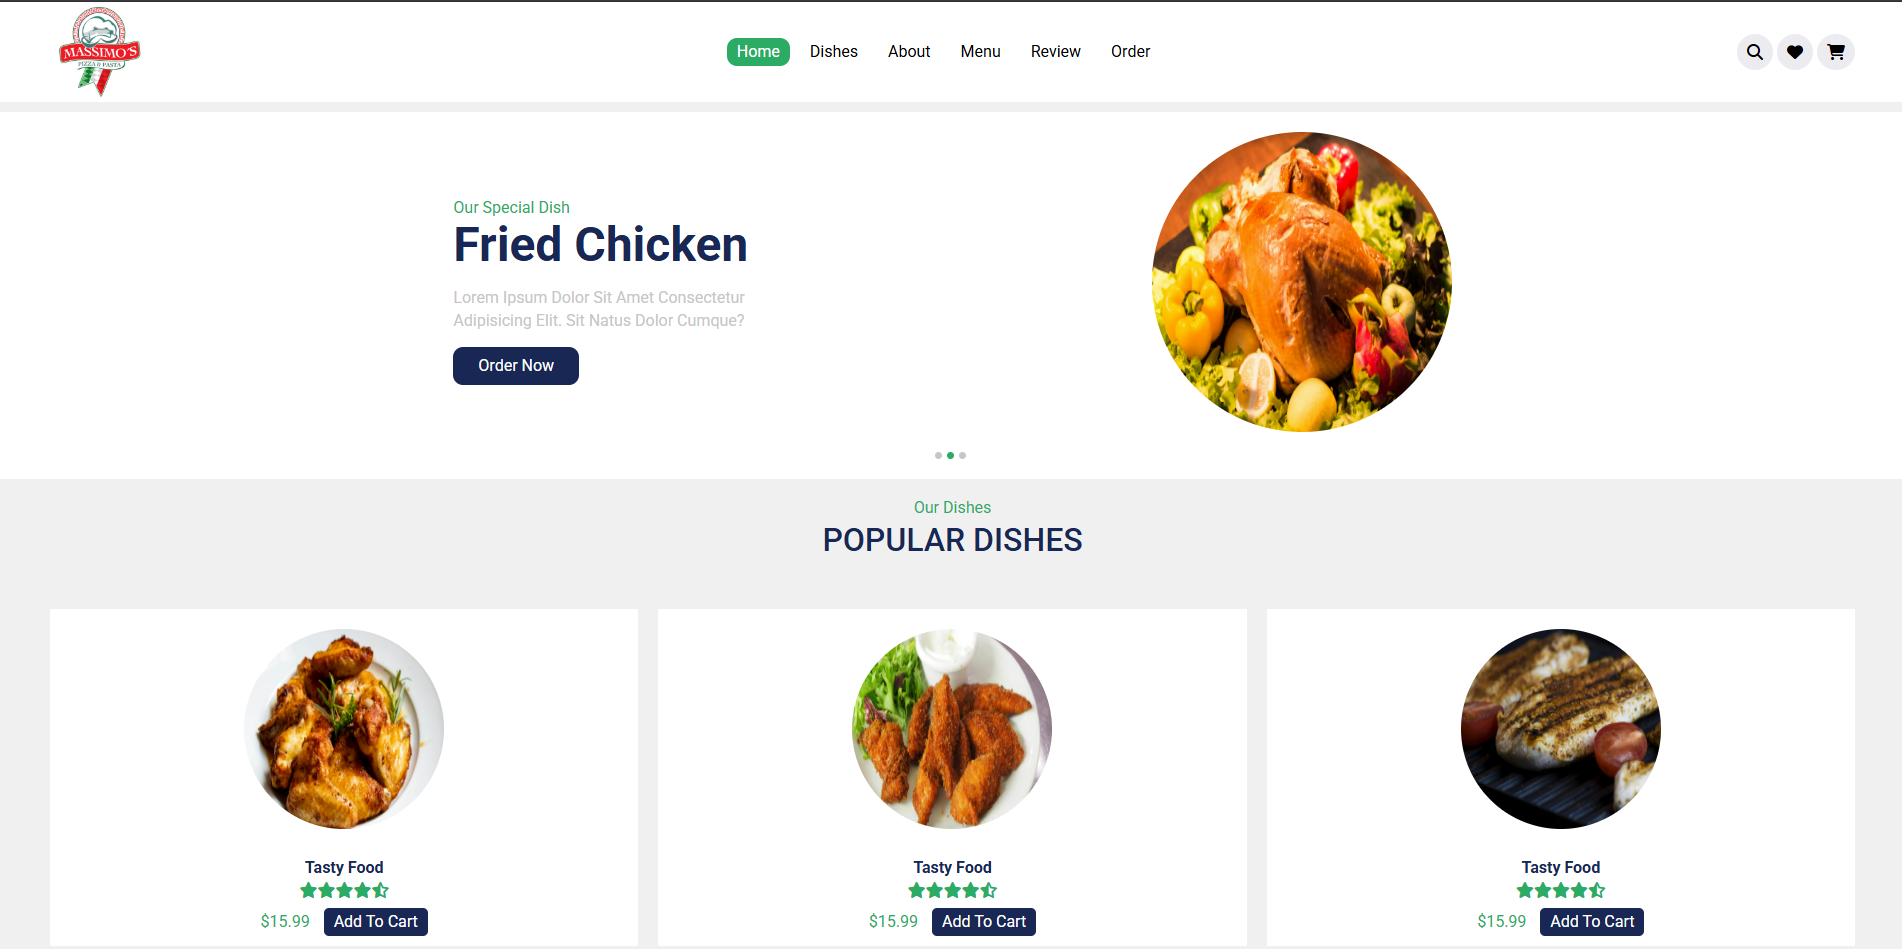 MASSIMO'S
PIZZA & PASTA
Home
Dishes
About
Menu
Review
Order
Our Special Dish
Fried Chicken
Lorem Ipsum Dolor Sit Amet Consectetur
Adipisicing Elit. Sit Natus Dolor Cumque?
Order Now
Our Dishes
POPULAR DISHES
Tasty Food
$15.99 Add To Cart
Tasty Food
$15.99 Add To Cart
Tasty Food
$15.99 Add To Cart